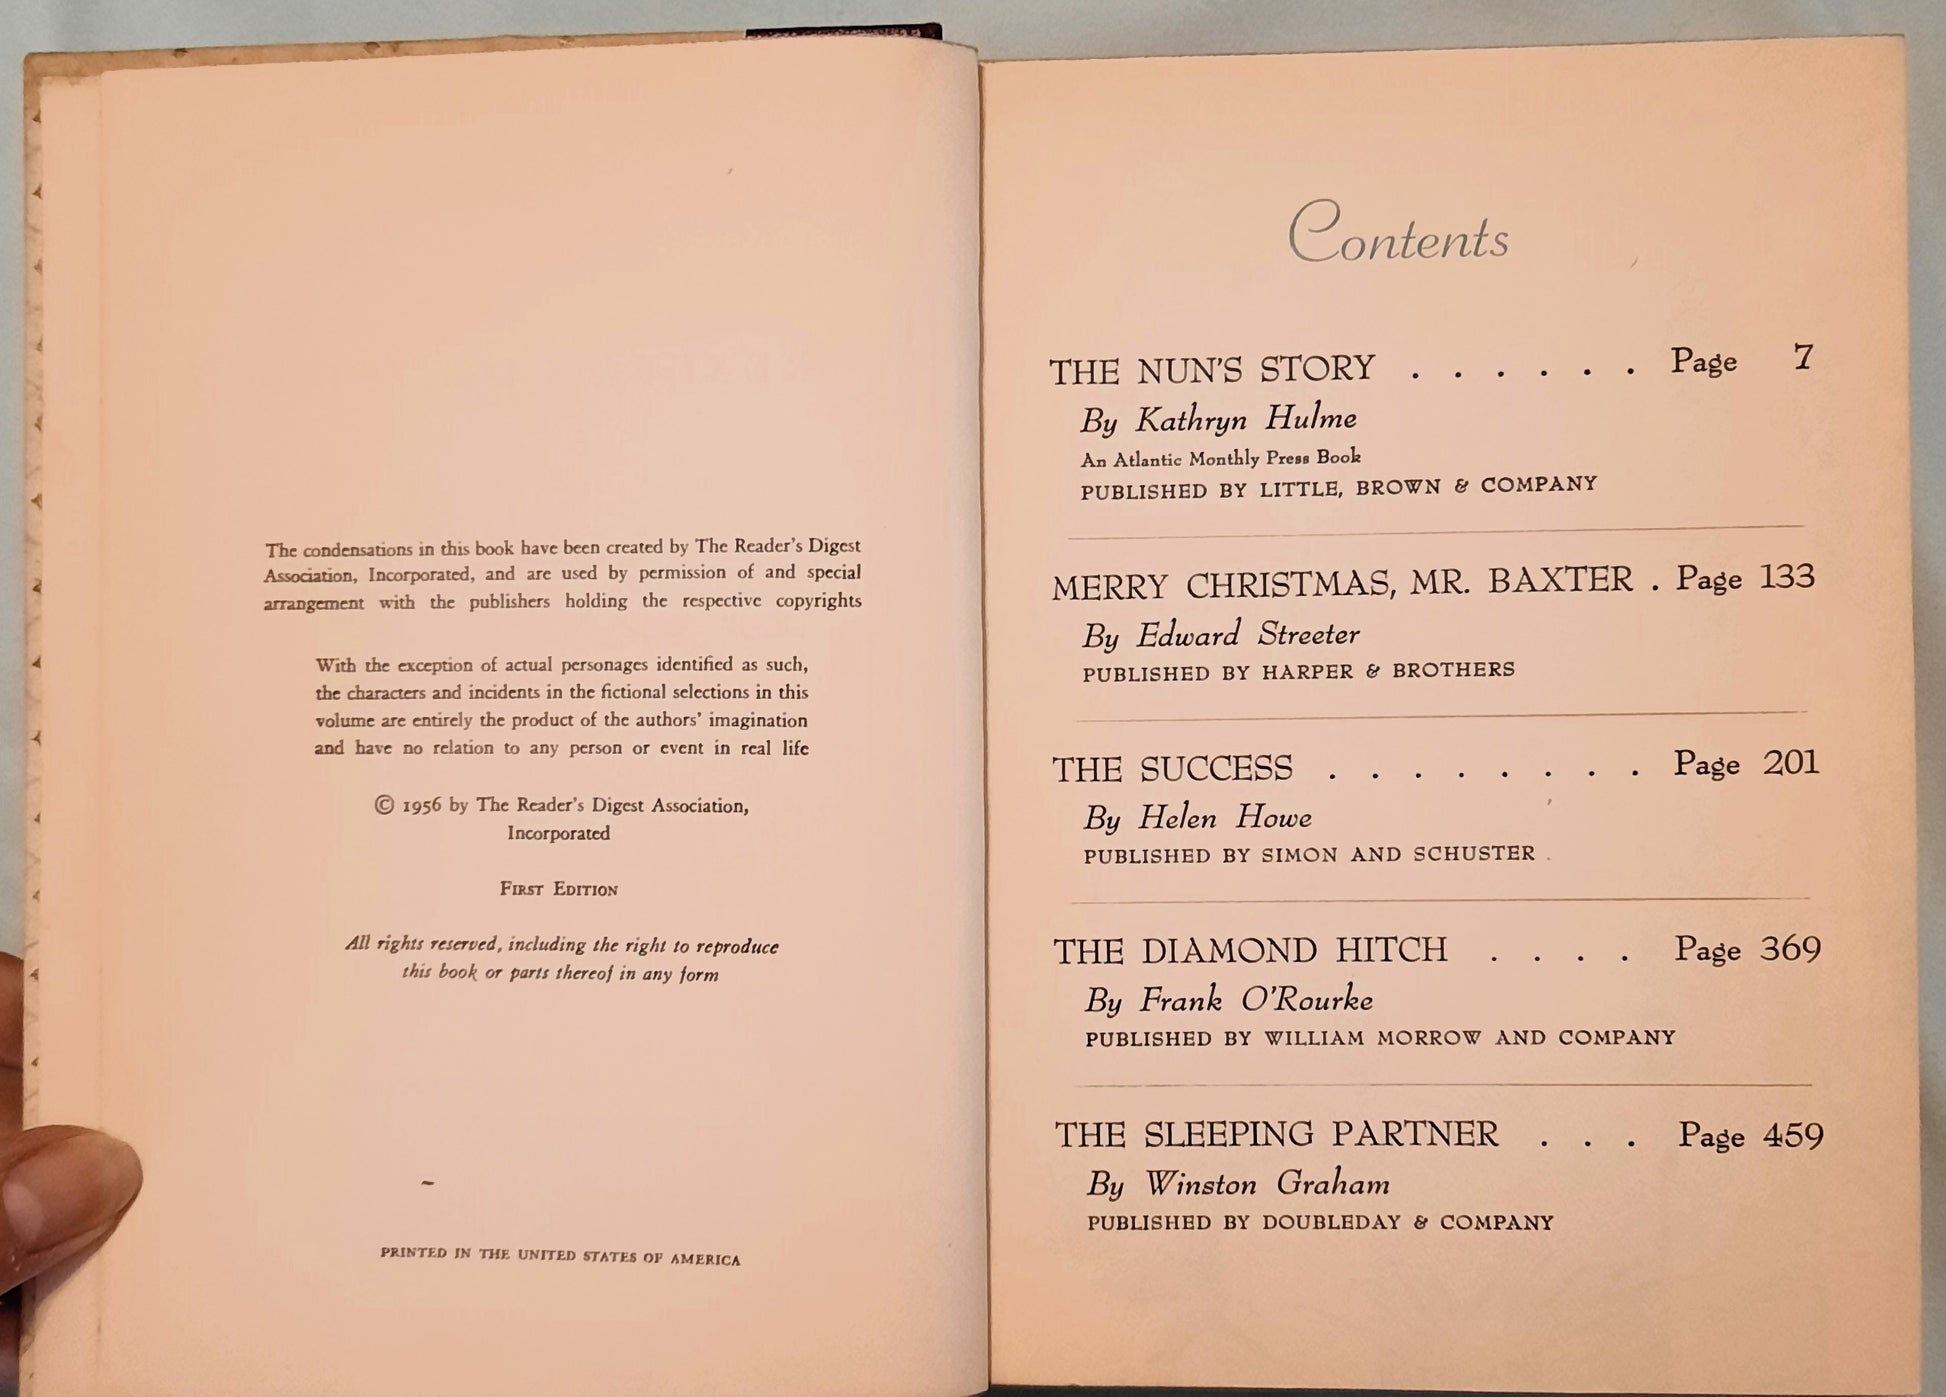 The condensations in this book have been created by The Reader's Digest
Association, Incorporated, and are used by permission of and special
arrangement with the publishers holding the respective copyrights
With the exception of actual personages identified as such,
the characters and incidents in the fictional selections in this
volume are entirely the product of the authors' imagination
and have no relation to any person or event in real life
© 1956 by The Reader's Digest Association,
Incorporated
First Edition
All rights reserved, including the right to reproduce
this book or parts thereof in any form
PRINTED IN THE UNITED STATES OF AMERICA
Contents
THE NUN'S STORY . . . . . . Page 7
By Kathryn Hulme
An Atlantic Monthly Press Book
PUBLISHED BY LITTLE, BROWN & COMPANY
MERRY CHRISTMAS, MR. BAXTER . Page 133
By Edward Streeter
PUBLISHED BY HARPER & BROTHERS
THE SUCCESS . . . . . . . . Page 201
By Helen Howe
PUBLISHED BY SIMON AND SCHUSTER
THE DIAMOND HITCH . . . . Page 369
By Frank O'Rourke
PUBLISHED BY WILLIAM MORROW AND COMPANY
THE SLEEPING PARTNER . . . Page 459
By Winston Graham
PUBLISHED BY DOUBLEDAY & COMPANY